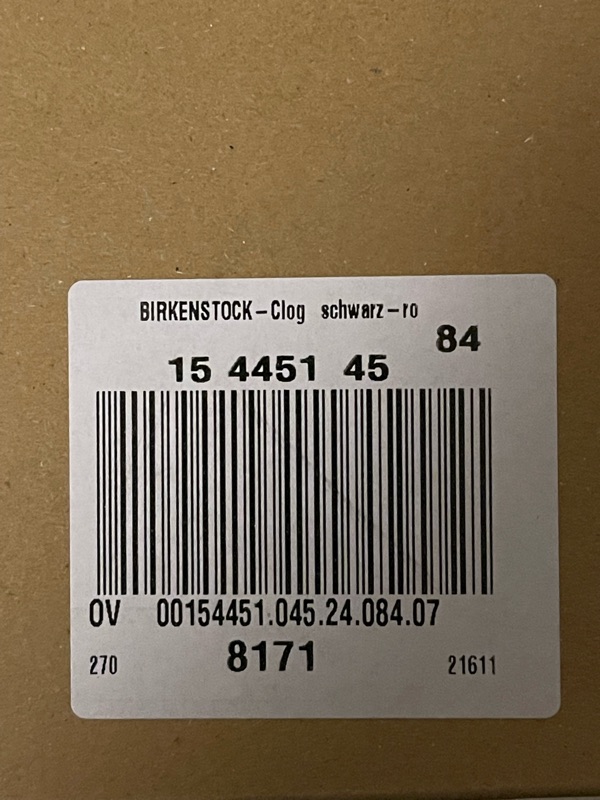 BIRKENSTOCK-Clog schwarz-ro
84
15 4451 45
OV 00154451.045.24.084.07
270 8171 21611